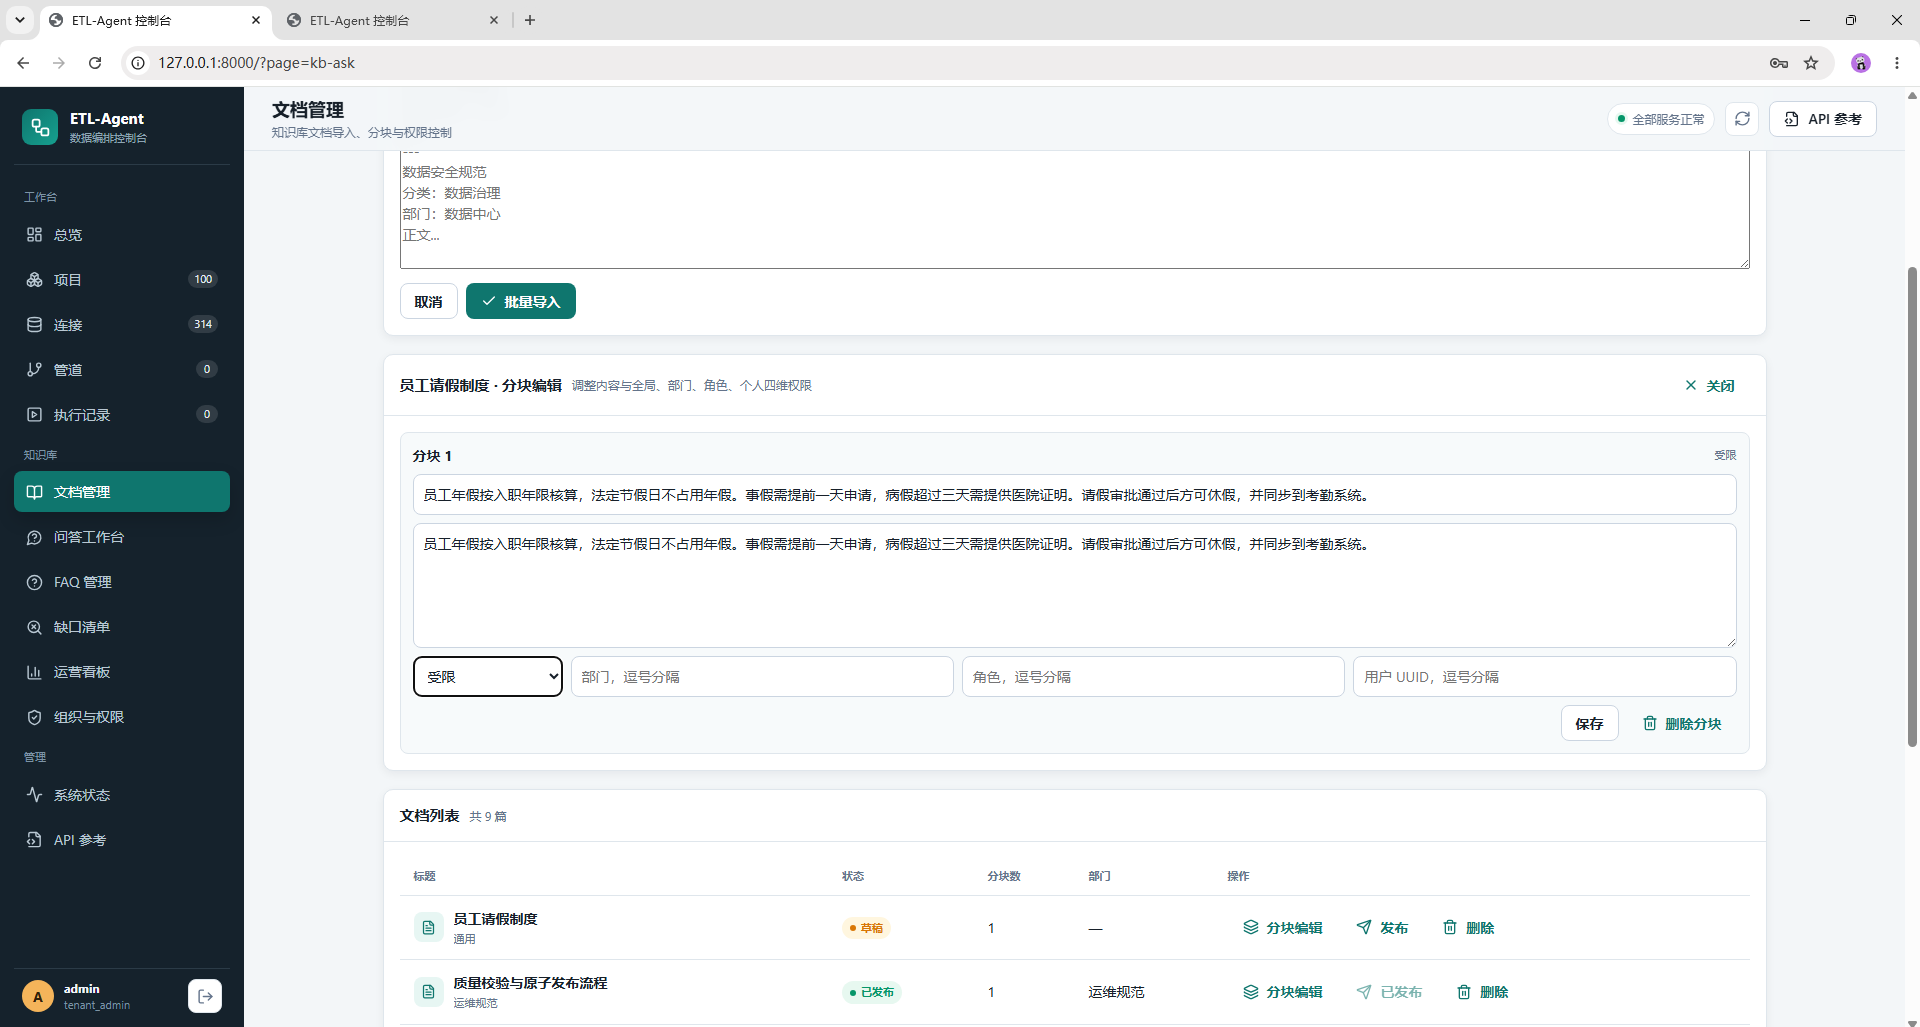 ETL-Agent 控制台
ETL-Agent 控制台
127.0.0.1:8000/?page=kb-ask
ETL-Agent
数据编排控制台
工作台
总览
项目 100
连接 314
管道 0
执行记录 0
知识库
文档管理
问答工作台
FAQ 管理
缺口清单
运营看板
组织与权限
管理
系统状态
API 参考
A
admin
tenant_admin
文档管理
知识库文档导入、分块与权限控制
全部服务正常
API 参考
---
数据安全规范
分类：数据治理
部门：数据中心
正文...
取消
批量导入
员工请假制度 · 分块编辑 调整内容与全局、部门、角色、个人四维权限
关闭
分块 1
受限
员工年假按入职年限核算，法定节假日不占用年假。事假需提前一天申请，病假超过三天需提供医院证明。请假审批通过后方可休假，并同步到考勤系统。
员工年假按入职年限核算，法定节假日不占用年假。事假需提前一天申请，病假超过三天需提供医院证明。请假审批通过后方可休假，并同步到考勤系统。
受限 部门，逗号分隔 角色，逗号分隔 用户 UUID，逗号分隔
保存 删除分块
文档列表 共 9 篇
标题 状态 分块数 部门 操作
员工请假制度
通用
草稿 1 — 分块编辑 发布 删除
质量校验与原子发布流程
运维规范
已发布 1 运维规范 分块编辑 已发布 删除